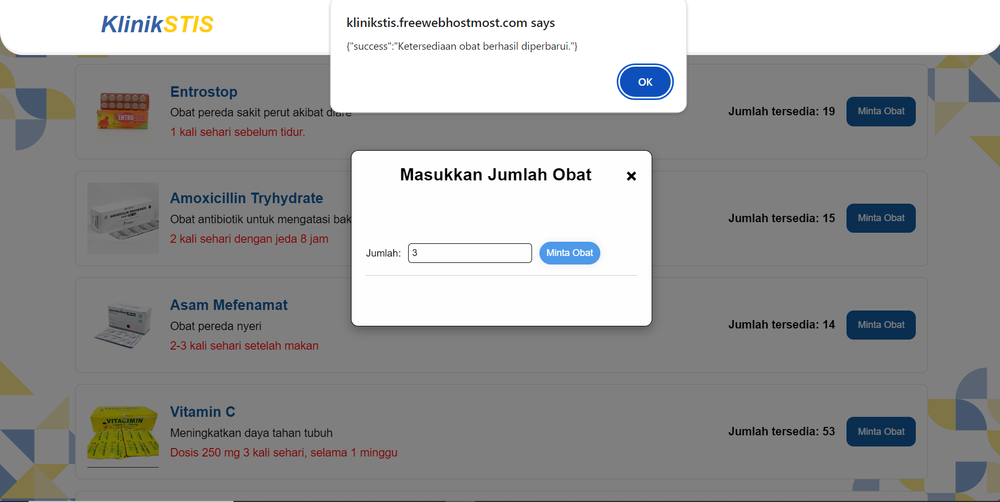 KlinikSTIS
klinikstis.freewebhostmost.com says
{"success":"Ketersediaan obat berhasil diperbarui."}
OK
Entrostop
Obat pereda sakit perut akibat diare
1 kali sehari sebelum tidur.
Jumlah tersedia: 19
Minta Obat
ENTROSTOP
Masukkan Jumlah Obat
×
Jumlah:
3
Minta Obat
Amoxicillin Tryhydrate
Obat antibiotik untuk mengatasi bak
2 kali sehari dengan jeda 8 jam
Jumlah tersedia: 15
Minta Obat
AMOXICILLIN TRIHYDRATE
Asam Mefenamat
Obat pereda nyeri
2-3 kali sehari setelah makan
Jumlah tersedia: 14
Minta Obat
Vitamin C
Meningkatkan daya tahan tubuh
Dosis 250 mg 3 kali sehari, selama 1 minggu
Jumlah tersedia: 53
Minta Obat
VITACIMIN